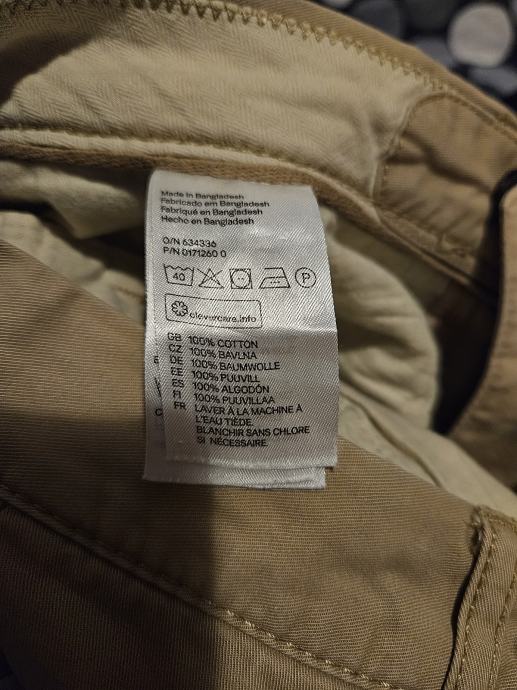 Made in Bangladesh
Fabricado em Bangladesh
Fabriqué en Bangladesh
Hecho en Bangladesh
O/N 634336
P/N 0171260 0
40
P
clevercare.info
GB 100% COTTON
CZ 100% BAVLNA
DE 100% BAUMWOLLE
EE 100% PUUVILL
ES 100% ALGODÓN
FI 100% PUUVILLAA
FR LAVER À LA MACHINE À
L'EAU TIÈDE.
BLANCHIR SANS CHLORE
SI NÉCESSAIRE.